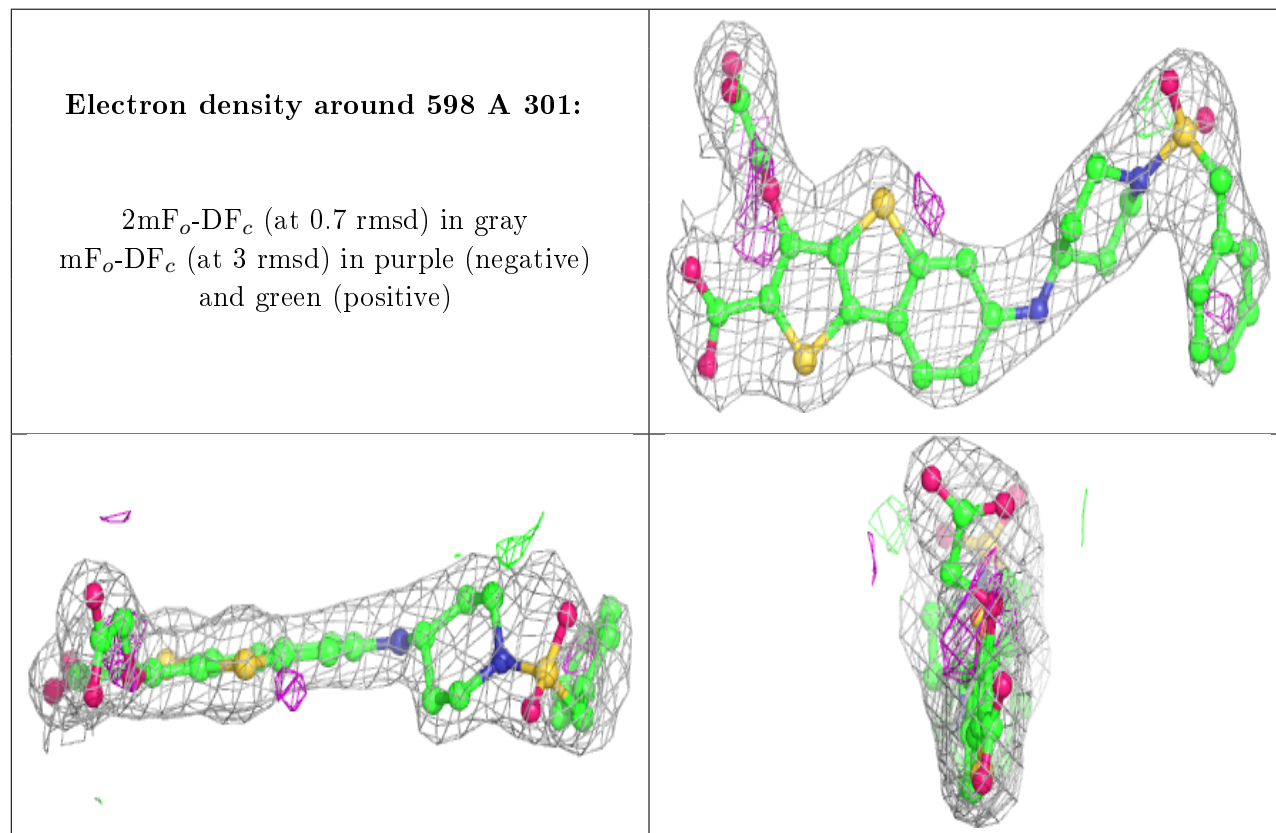 Electron density around 598 A 301:
2mFo-DFc (at 0.7 rmsd) in gray
mFo-DFc (at 3 rmsd) in purple (negative)
and green (positive)